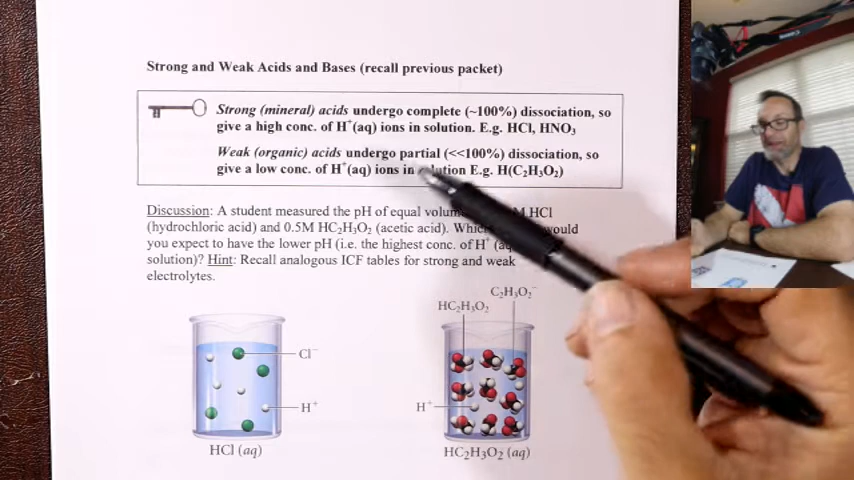 Strong and Weak Acids and Bases (recall previous packet)
Strong (mineral) acids undergo complete (~100%) dissociation, so
give a high conc. of H⁺(aq) ions in solution. E.g. HCl, HNO₃
Weak (organic) acids undergo partial (<<100%) dissociation, so
give a low conc. of H⁺(aq) ions in solution E.g. H(C₂H₃O₂)
Discussion: A student measured the pH of equal M HCl
(hydrochloric acid) and 0.5M HC₂H₃O₂ (acetic acid). would
you expect to have the lower pH (i.e. the highest conc. of H⁺
solution)? Hint: Recall analogous ICF tables for strong and weak
electrolytes.
C₂H₃O₂⁻
HC₂H₃O₂
Cl⁻
H⁺
H⁺
HCl (aq)
HC₂H₃O₂ (aq)